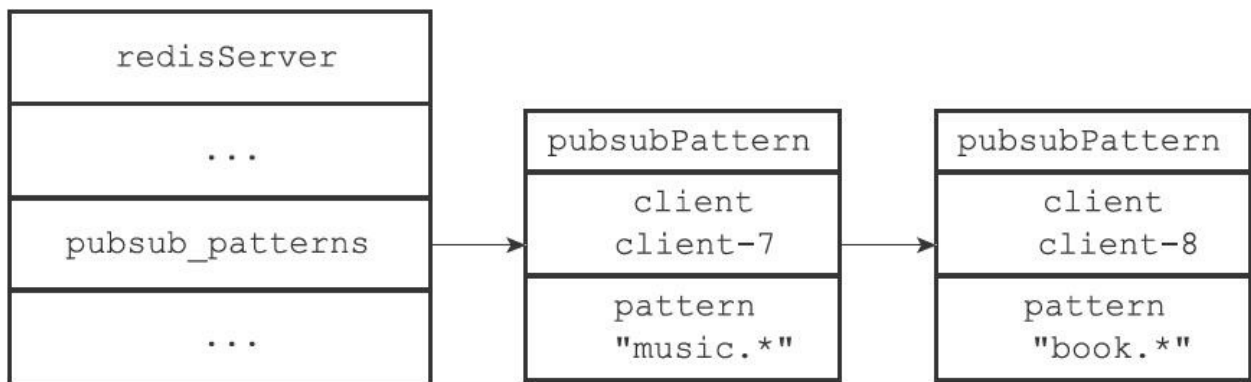 redisServer
...
pubsub_patterns
...
pubsubPattern
client
client-7
pattern
"music.*"
pubsubPattern
client
client-8
pattern
"book.*"